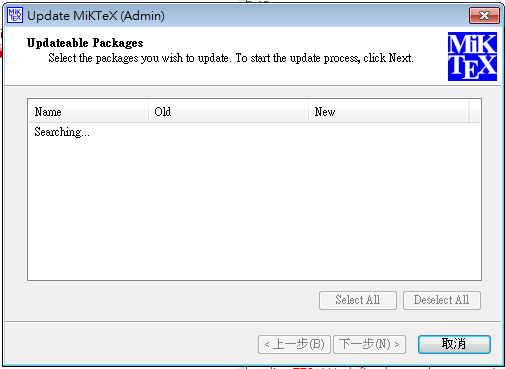 Update MiKTeX (Admin)
Updateable Packages
Select the packages you wish to update. To start the update process, click Next.
MiK
TEX
Name Old New
Searching...
Select All Deselect All
< 上一步(B) 下一步(N) > 取消